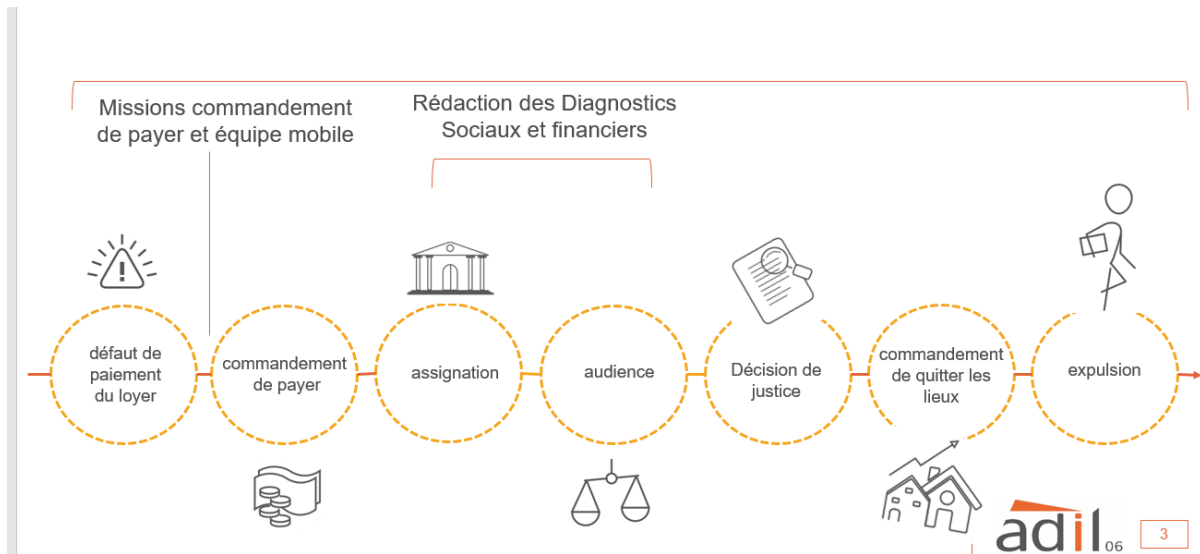 Missions commandement
de payer et équipe mobile
Rédaction des Diagnostics
Sociaux et financiers
défaut de
paiement
du loyer
commandement
de payer
assignation
audience
Décision de
justice
commandement
de quitter les
lieux
expulsion
adil 06
3